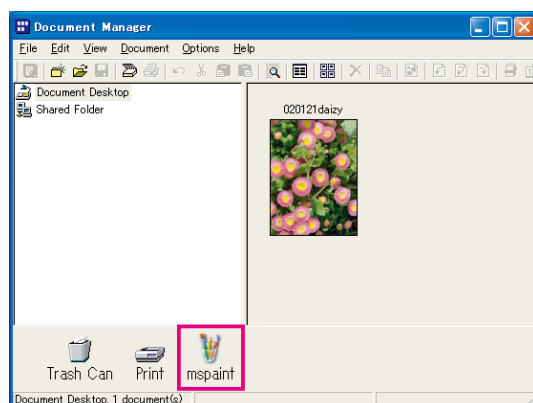 Document Manager
File Edit View Document Options Help
Document Desktop
Shared Folder
020121daizy
Trash Can Print mspaint
Document Desktop, 1 document(s)